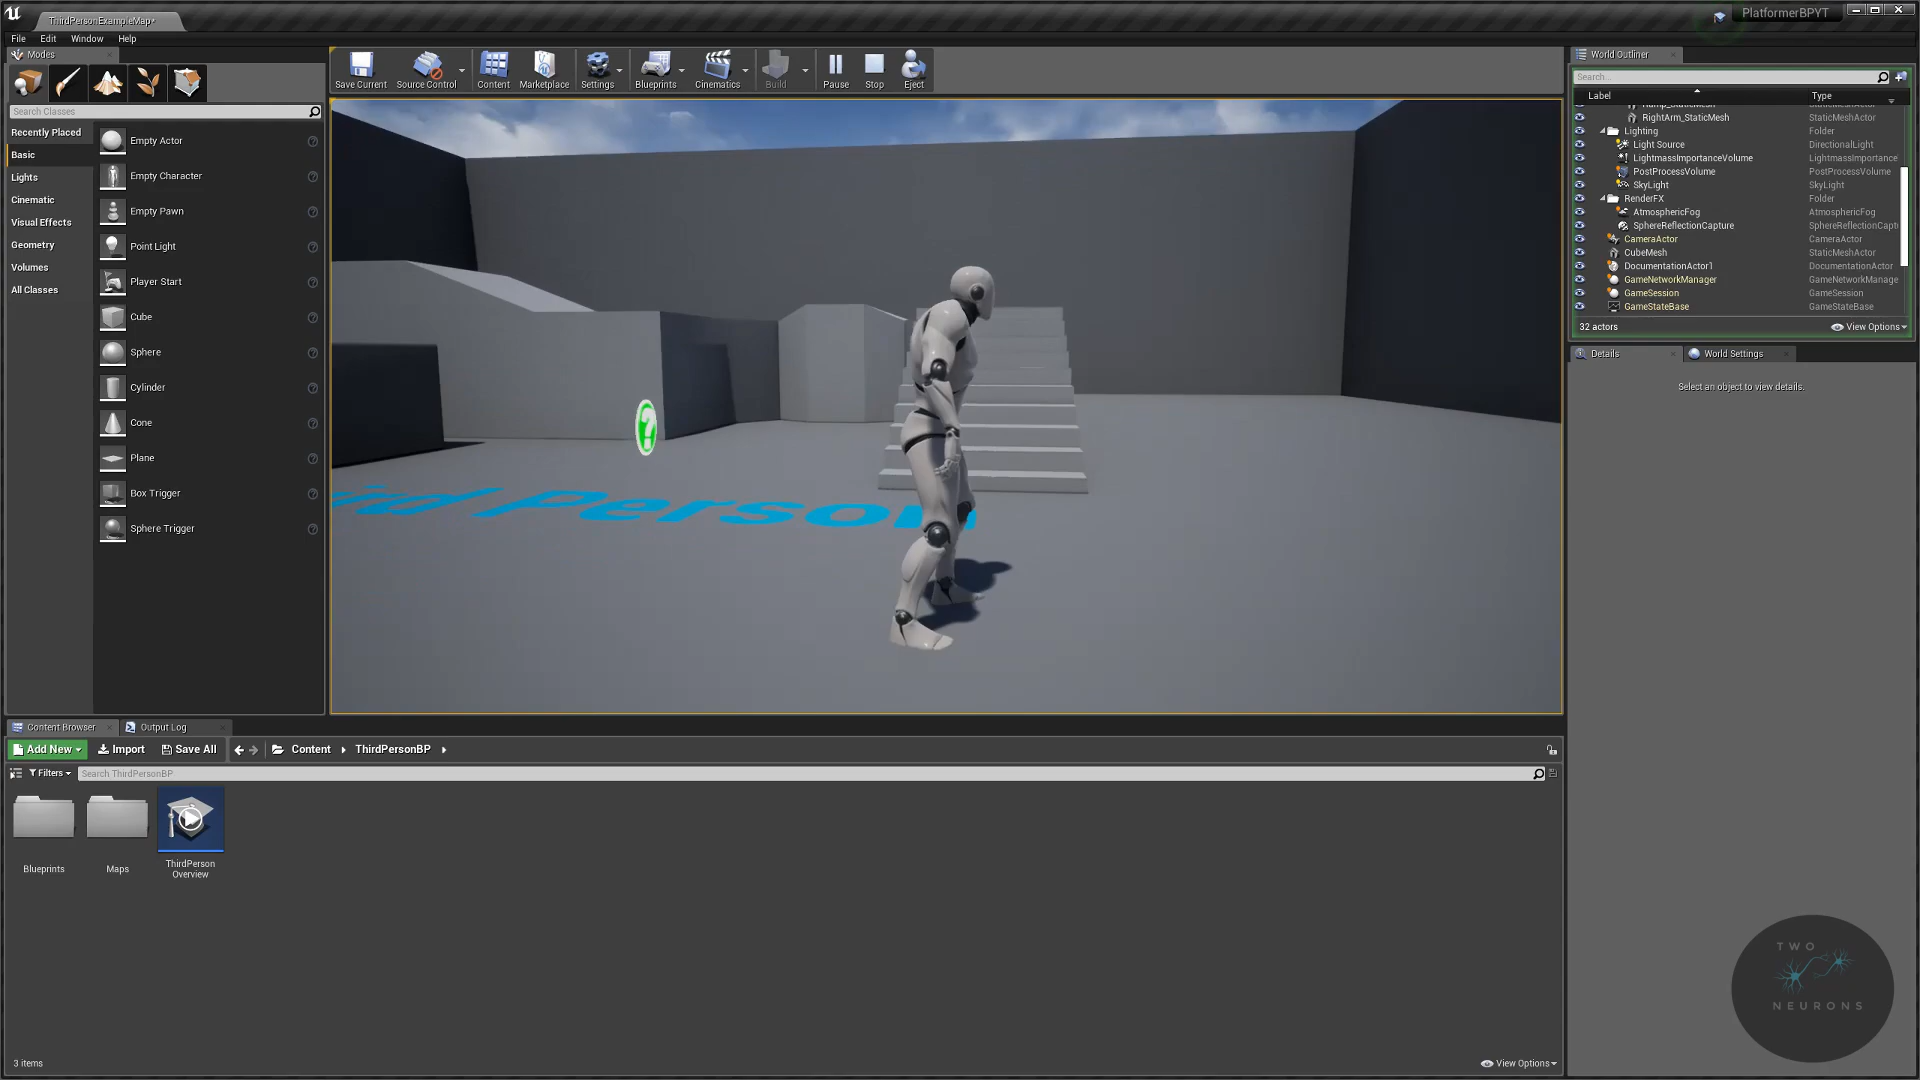 ThirdPersonExampleMap*
PlatformerBPYT
File Edit Window Help
Modes
Search Classes
Recently Placed
Basic
Lights
Cinematic
Visual Effects
Geometry
Volumes
All Classes
Empty Actor
Empty Character
Empty Pawn
Point Light
Player Start
Cube
Sphere
Cylinder
Cone
Plane
Box Trigger
Sphere Trigger
Save Current
Source Control
Content
Marketplace
Settings
Blueprints
Cinematics
Build
Pause
Stop
Eject
?
Person
World Outliner
Search...
Label Type
Ramp_StaticMesh StaticMeshActor
RightArm_StaticMesh StaticMeshActor
Lighting Folder
Light Source DirectionalLight
LightmassImportanceVolume LightmassImportance
PostProcessVolume PostProcessVolume
SkyLight SkyLight
RenderFX Folder
AtmosphericFog AtmosphericFog
SphereReflectionCapture SphereReflectionCapt
CameraActor CameraActor
CubeMesh StaticMeshActor
DocumentationActor1 DocumentationActor
GameNetworkManager GameNetworkManage
GameSession GameSession
GameStateBase GameStateBase
32 actors
View Options
Details
World Settings
Select an object to view details.
Content Browser
Output Log
Add New
Import
Save All
Content
ThirdPersonBP
Filters
Search ThirdPersonBP
Blueprints
Maps
ThirdPerson
Overview
3 items
View Options
TWO
NEURONS